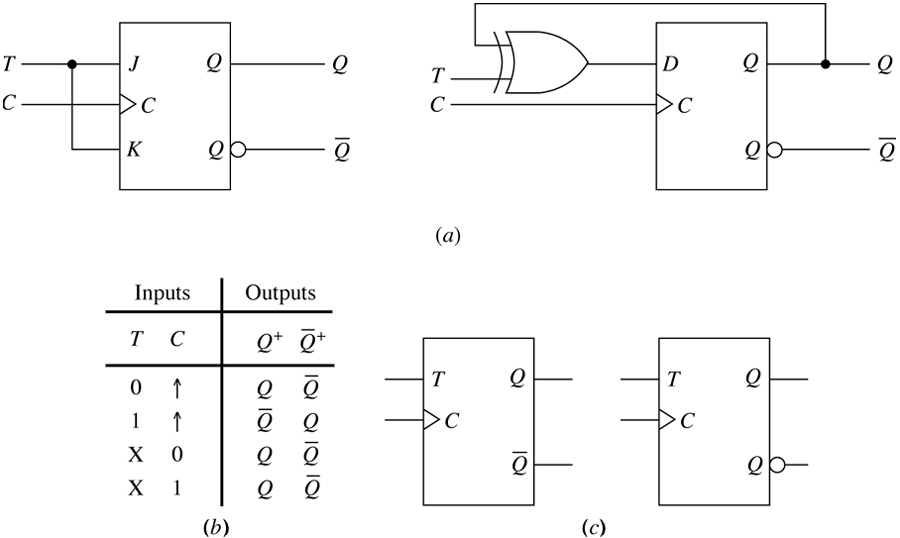 T J Q Q
C C
K Q Q̅
T D Q Q
C C
Q Q̅
(a)
Inputs Outputs
T C Q⁺ Q̅⁺
0 ↑ Q Q̅
1 ↑ Q̅ Q
X 0 Q Q̅
X 1 Q Q̅
(b)
T Q
C
Q̅
T Q
C
Q
(c)